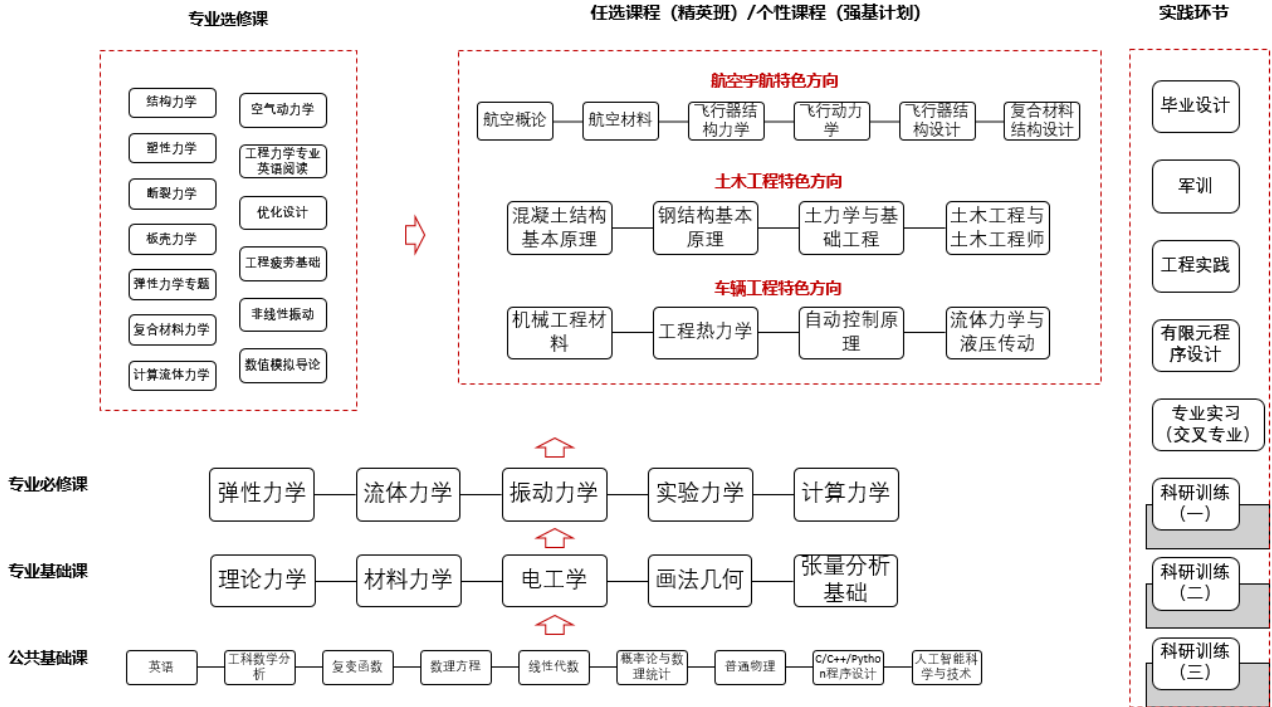 专业选修课
任选课程（精英班）/个性课程（强基计划）
实践环节
结构力学
塑性力学
断裂力学
板壳力学
弹性力学专题
复合材料力学
计算流体力学
空气动力学
工程力学专业
英语阅读
优化设计
工程疲劳基础
非线性振动
数值模拟导论
航空宇航特色方向
航空概论
航空材料
飞行器结
构力学
飞行动力
学
飞行器结
构设计
复合材料
结构设计
土木工程特色方向
混凝土结构
基本原理
钢结构基本
原理
土力学与基
础工程
土木工程与
土木工程师
车辆工程特色方向
机械工程材
料
工程热力学
自动控制原
理
流体力学与
液压传动
毕业设计
军训
工程实践
有限元程
序设计
专业实习
（交叉专业）
科研训练
（一）
科研训练
（二）
科研训练
（三）
专业必修课
弹性力学
流体力学
振动力学
实验力学
计算力学
专业基础课
理论力学
材料力学
电工学
画法几何
张量分析
基础
公共基础课
英语
工科数学分
析
复变函数
数理方程
线性代数
概率论与数
理统计
普通物理
C/C++/Pytho
n程序设计
人工智能科
学与技术